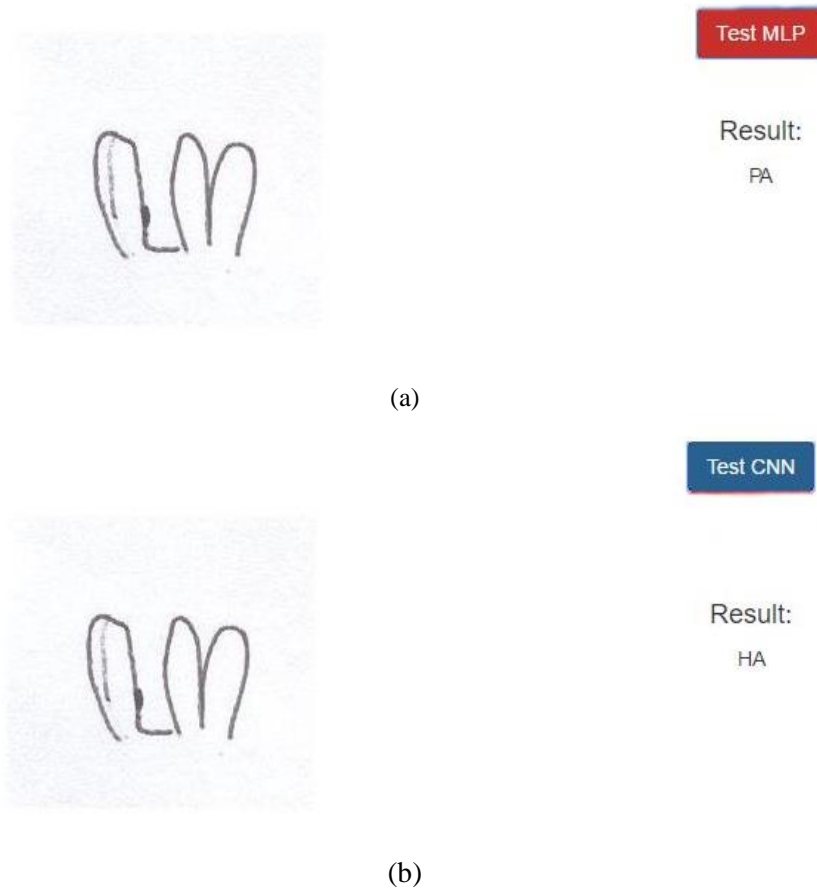 Test MLP
ꦲ
Result:
PA
(a)
Test CNN
ꦲ
Result:
HA
(b)